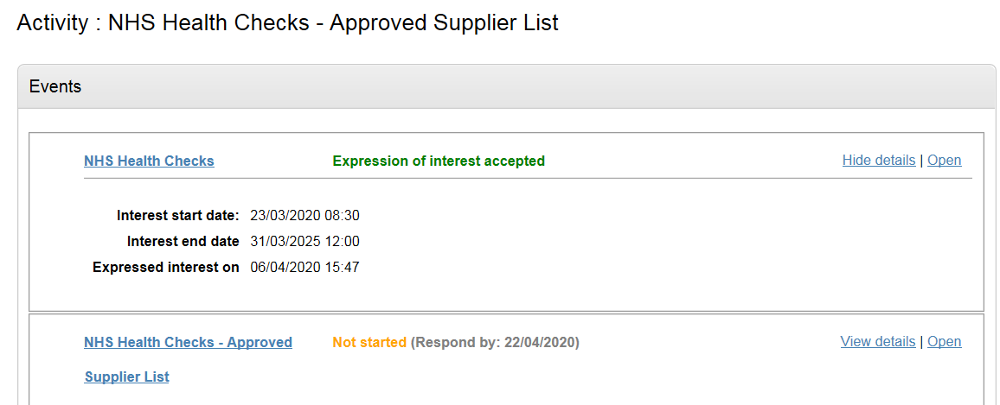 Activity : NHS Health Checks - Approved Supplier List
Events
NHS Health Checks Expression of interest accepted Hide details | Open
Interest start date: 23/03/2020 08:30
Interest end date 31/03/2025 12:00
Expressed interest on 06/04/2020 15:47
NHS Health Checks - Approved Not started (Respond by: 22/04/2020) View details | Open
Supplier List